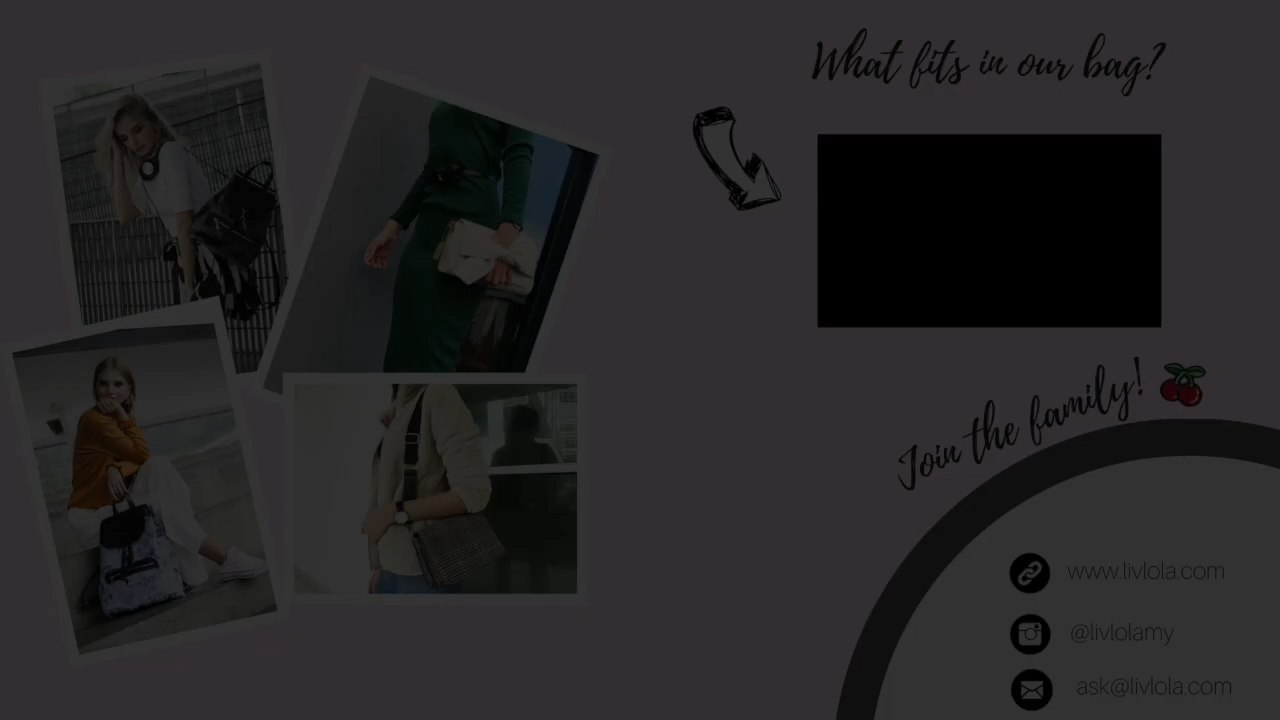 What fits in our bag?
Join the family!
www.livlola.com
@livlolamy
ask@livlola.com